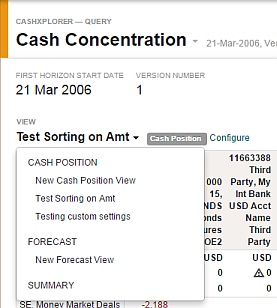 CASHXPLORER — QUERY
Cash Concentration
21-Mar-2006, Ve
FIRST HORIZON START DATE
VERSION NUMBER
21 Mar 2006
1
VIEW
Test Sorting on Amt
Cash Position
Configure
CASH POSITION
New Cash Position View
Test Sorting on Amt
Testing custom settings
FORECAST
New Forecast View
SUMMARY
000
15,
NDS
onds
ures
OE2
USD
0
0
11663388
Third
Party, My
Int Bank
USD Acct
Name
Third
Party
USD
0
0
SE. Money Market Deals
-2,188